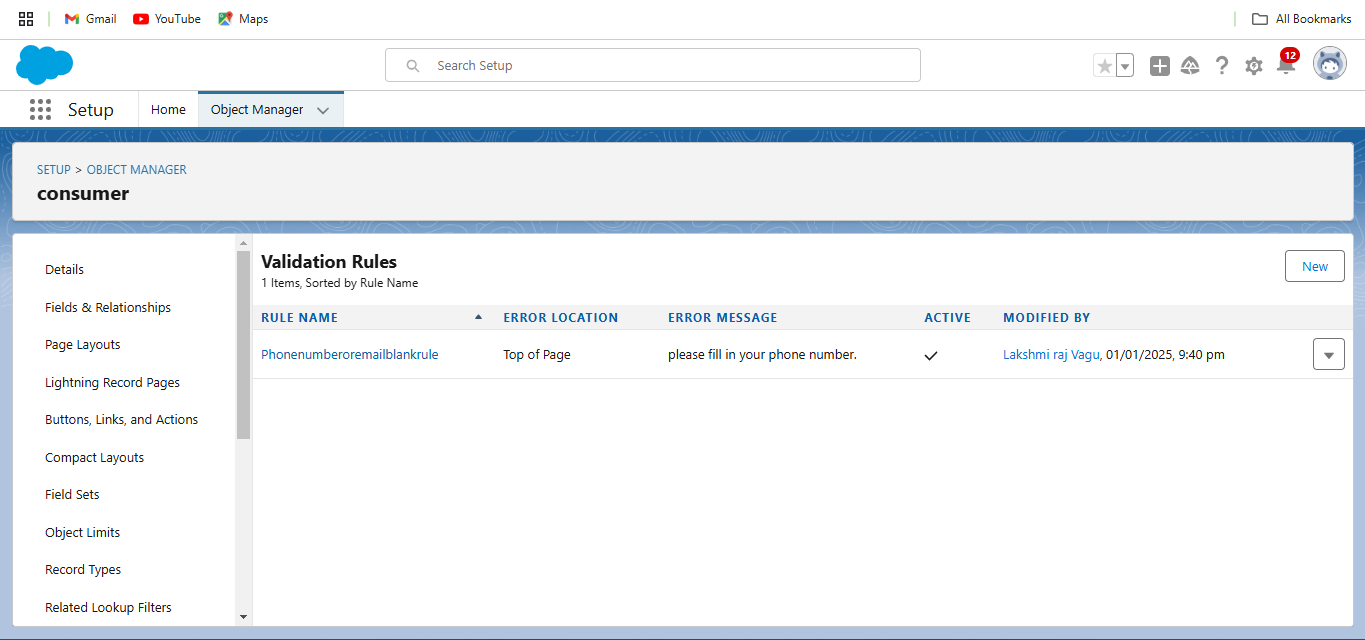 Gmail YouTube Maps All Bookmarks
Search Setup 12
Setup Home Object Manager
SETUP > OBJECT MANAGER
consumer
Details
Fields & Relationships
Page Layouts
Lightning Record Pages
Buttons, Links, and Actions
Compact Layouts
Field Sets
Object Limits
Record Types
Related Lookup Filters
Validation Rules
1 Items, Sorted by Rule Name
New
RULE NAME ERROR LOCATION ERROR MESSAGE ACTIVE MODIFIED BY
Phonenumberoremailblankrule Top of Page please fill in your phone number. Lakshmi raj Vagu, 01/01/2025, 9:40 pm